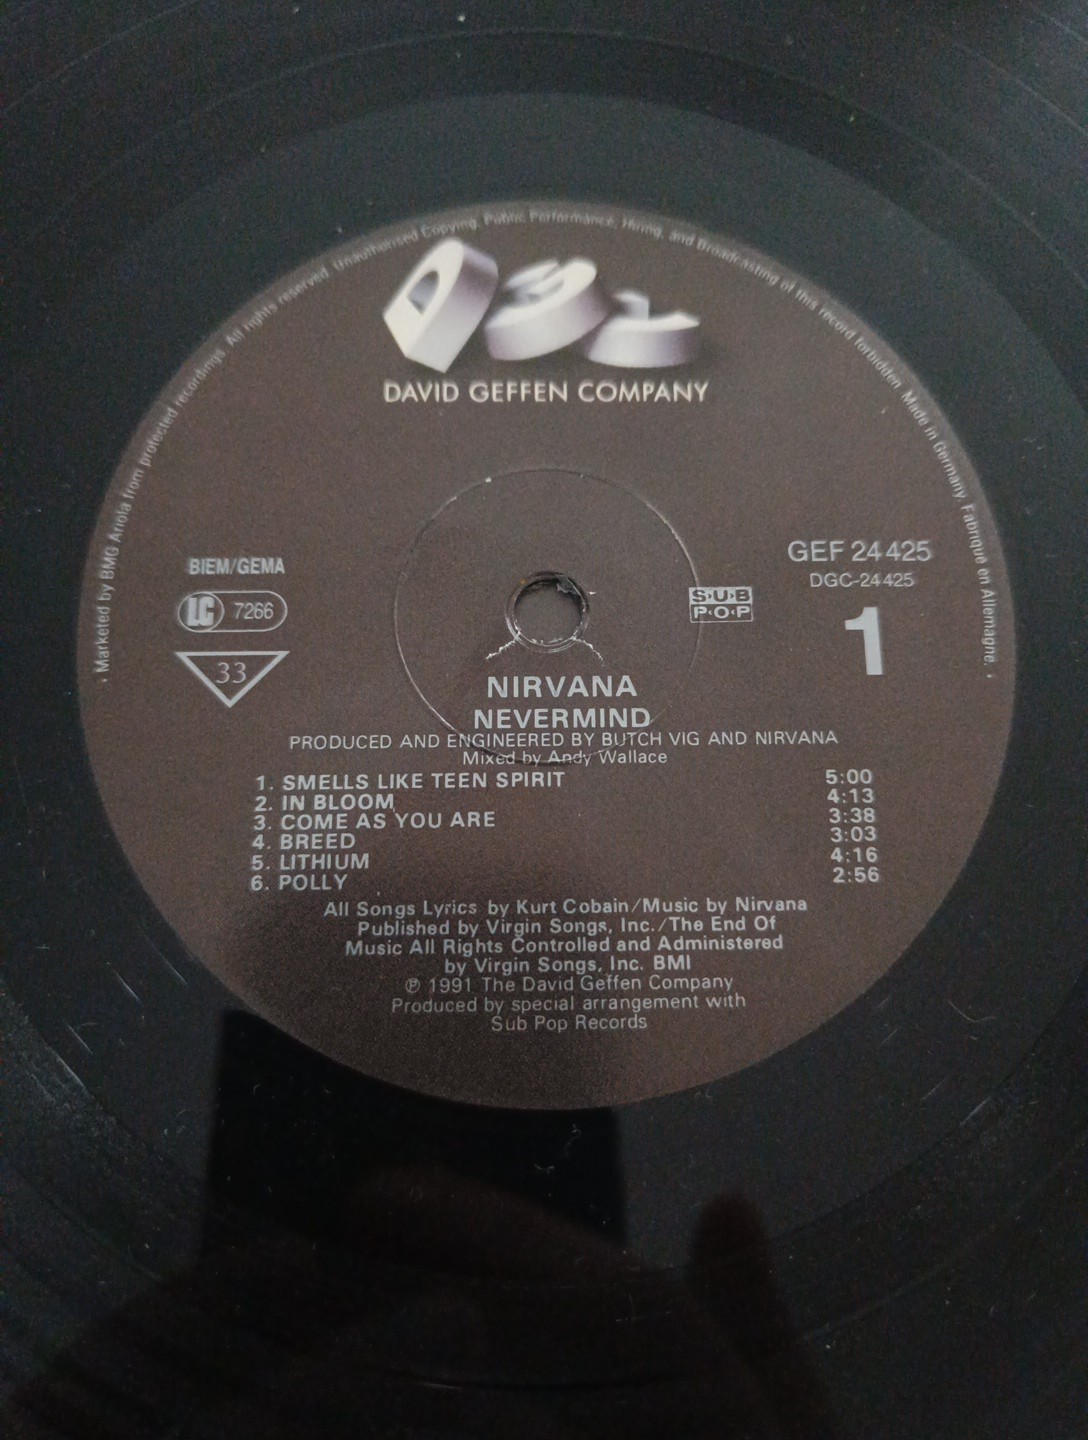 Marketed by BMG Ariola from protected recordings. All rights reserved. Unauthorised Copying, Public Performance, Hiring, and Broadcasting of this record forbidden. Made in Germany. Fabriqué en Allemagne.
DGC
DAVID GEFFEN COMPANY
BIEM/GEMA
LC 7266
33
GEF 24 425
DGC-24425
SUB
POP
1
NIRVANA
NEVERMIND
PRODUCED AND ENGINEERED BY BUTCH VIG AND NIRVANA
Mixed by Andy Wallace
1. SMELLS LIKE TEEN SPIRIT 5:00
2. IN BLOOM 4:13
3. COME AS YOU ARE 3:38
4. BREED 3:03
5. LITHIUM 4:16
6. POLLY 2:56
All Songs Lyrics by Kurt Cobain/Music by Nirvana
Published by Virgin Songs, Inc./The End Of
Music All Rights Controlled and Administered
by Virgin Songs, Inc. BMI
℗ 1991 The David Geffen Company
Produced by special arrangement with
Sub Pop Records